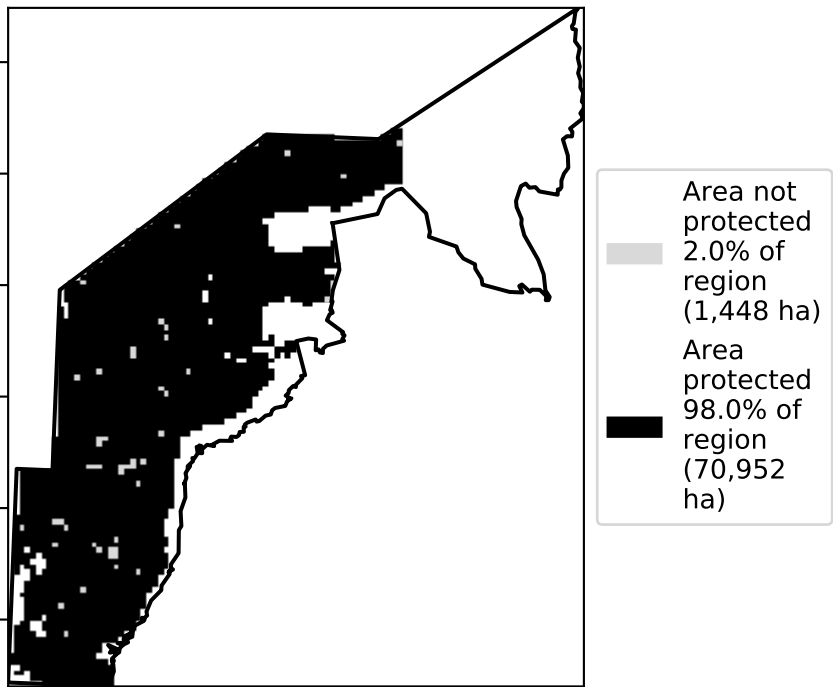 Area not
protected
2.0% of
region
(1,448 ha)
Area
protected
98.0% of
region
(70,952
ha)